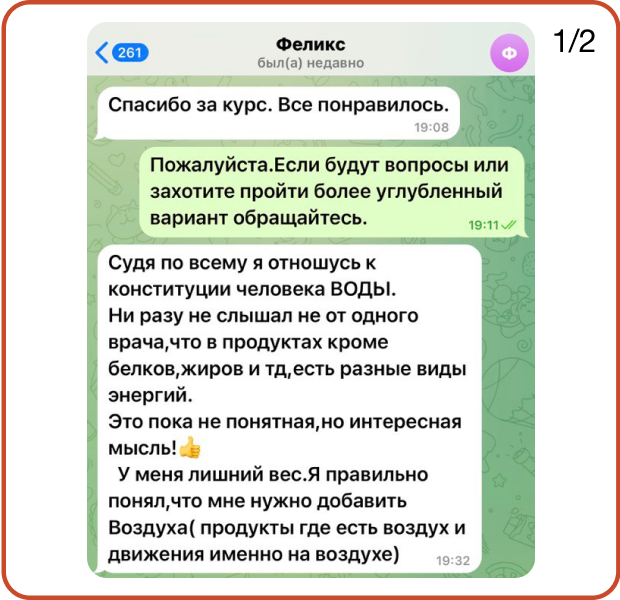 1/2
261
Феликс
был(а) недавно
Ф
Спасибо за курс. Все понравилось.
19:08
Пожалуйста.Если будут вопросы или
захотите пройти более углубленный
вариант обращайтесь.
19:11
Судя по всему я отношусь к
конституции человека ВОДЫ.
Ни разу не слышал не от одного
врача,что в продуктах кроме
белков,жиров и тд,есть разные виды
энергий.
Это пока не понятная,но интересная
мысль!👍
У меня лишний вес.Я правильно
понял,что мне нужно добавить
Воздуха( продукты где есть воздух и
движения именно на воздухе)
19:32